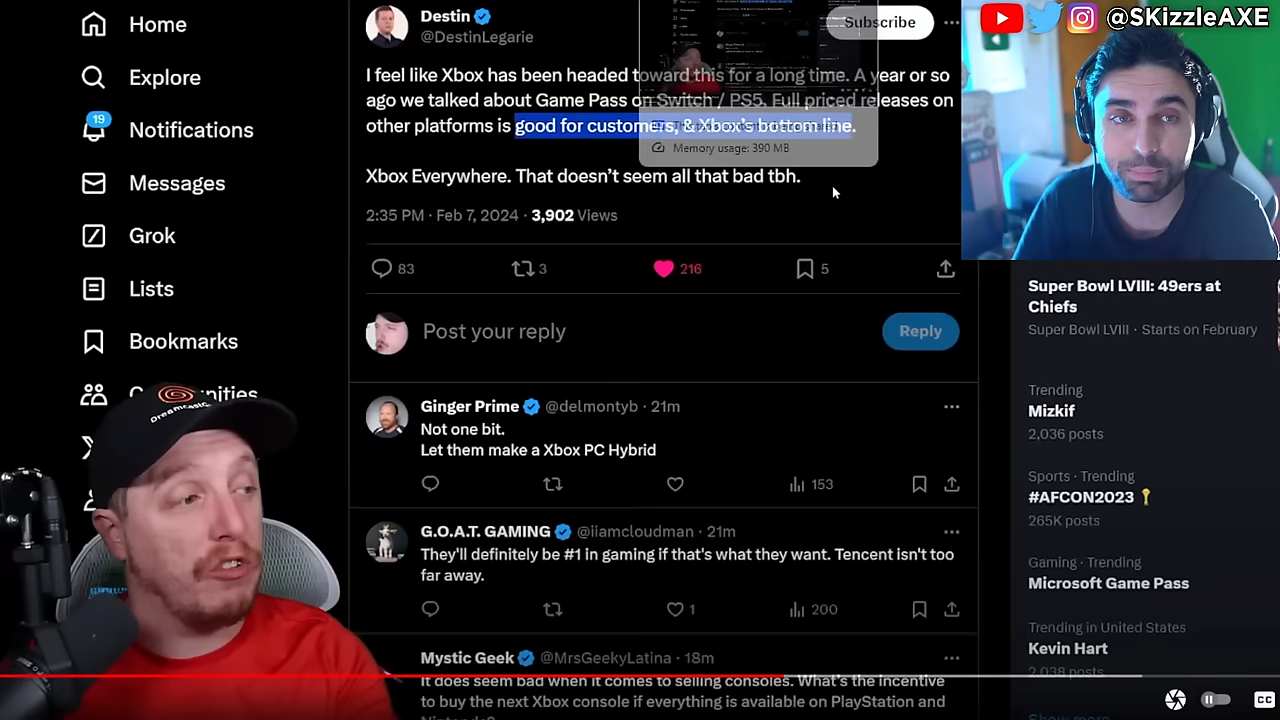 Home
Explore
19
Notifications
Messages
Grok
Lists
Bookmarks
Destin
@DestinLegarie
Subscribe
I feel like Xbox has been headed toward this for a long time. A year or so
ago we talked about Game Pass on Switch / PS5. Full priced releases on
other platforms is good for customers, & Xbox's bottom line.
Memory usage: 390 MB
Xbox Everywhere. That doesn't seem all that bad tbh.
2:35 PM · Feb 7, 2024 · 3,902 Views
83
3
216
5
Post your reply
Reply
Ginger Prime @delmontyb · 21m
Not one bit.
Let them make a Xbox PC Hybrid
153
G.O.A.T. GAMING @iiamcloudman · 21m
They'll definitely be #1 in gaming if that's what they want. Tencent isn't too
far away.
1
200
Mystic Geek @MrsGeekyLatina · 18m
It does seem bad when it comes to selling consoles. What's the incentive
to buy the next Xbox console if everything is available on PlayStation and
@SKizzleAXE
Super Bowl LVIII: 49ers at
Chiefs
Super Bowl LVIII · Starts on February
Trending
Mizkif
2,036 posts
Sports · Trending
#AFCON2023
265K posts
Gaming · Trending
Microsoft Game Pass
Trending in United States
Kevin Hart
2,038 posts
Show more
Dreamcast
CC